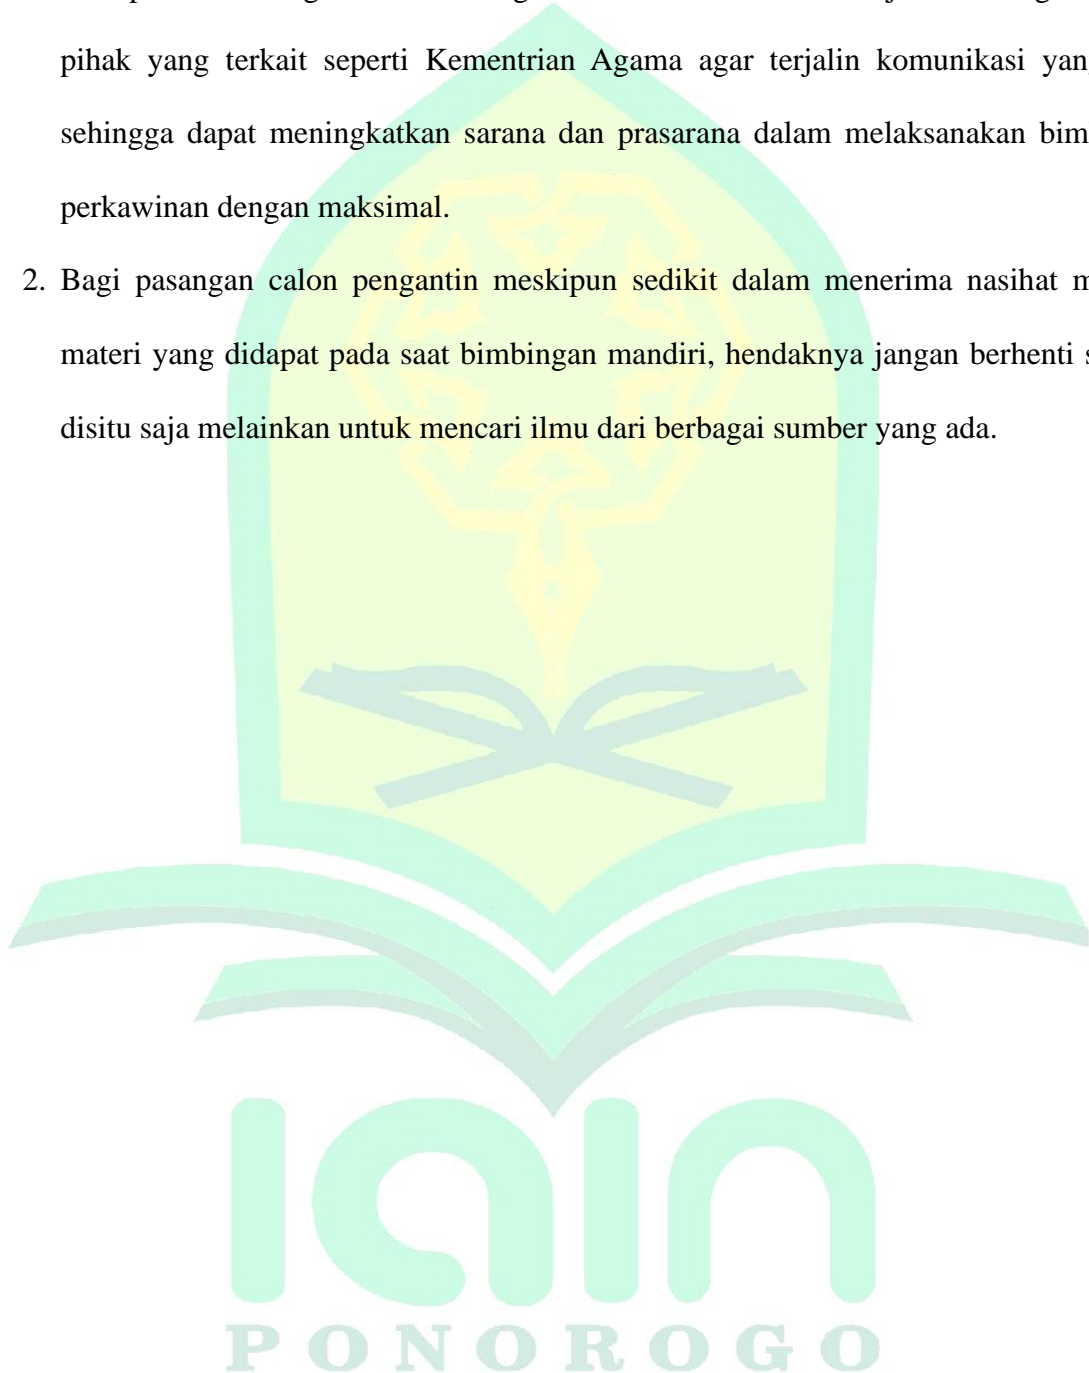 pihak yang terkait seperti Kementrian Agama agar terjalin komunikasi yan
sehingga dapat meningkatkan sarana dan prasarana dalam melaksanakan bim
perkawinan dengan maksimal.
2. Bagi pasangan calon pengantin meskipun sedikit dalam menerima nasihat m
materi yang didapat pada saat bimbingan mandiri, hendaknya jangan berhenti s
disitu saja melainkan untuk mencari ilmu dari berbagai sumber yang ada.
iain
PONOROGO